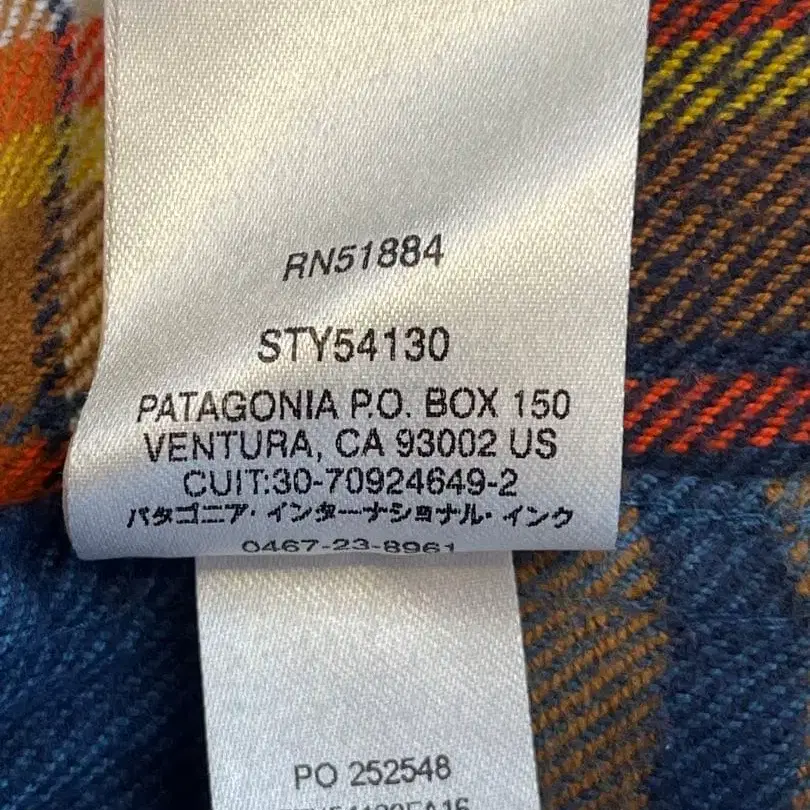 RN51884
STY54130
PATAGONIA P.O. BOX 150
VENTURA, CA 93002 US
CUIT:30-70924649-2
パタゴニア・インターナショナル・インク
0467-23-8961
PO 252548